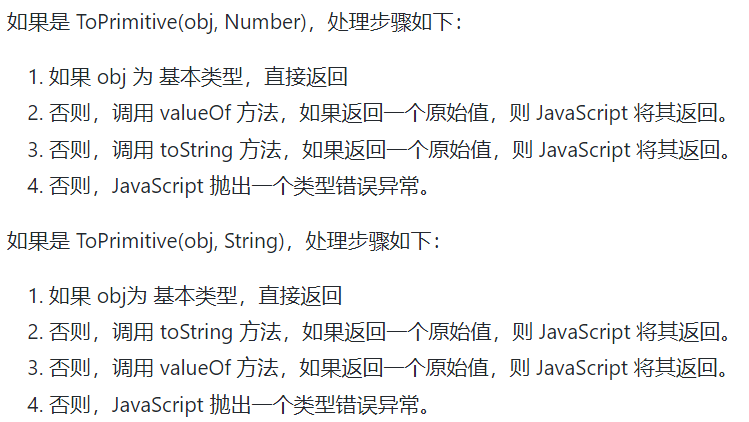 如果是 ToPrimitive(obj, Number)，处理步骤如下：
1. 如果 obj 为 基本类型，直接返回
2. 否则，调用 valueOf 方法，如果返回一个原始值，则 JavaScript 将其返回。
3. 否则，调用 toString 方法，如果返回一个原始值，则 JavaScript 将其返回。
4. 否则，JavaScript 抛出一个类型错误异常。
如果是 ToPrimitive(obj, String)，处理步骤如下：
1. 如果 obj为 基本类型，直接返回
2. 否则，调用 toString 方法，如果返回一个原始值，则 JavaScript 将其返回。
3. 否则，调用 valueOf 方法，如果返回一个原始值，则 JavaScript 将其返回。
4. 否则，JavaScript 抛出一个类型错误异常。